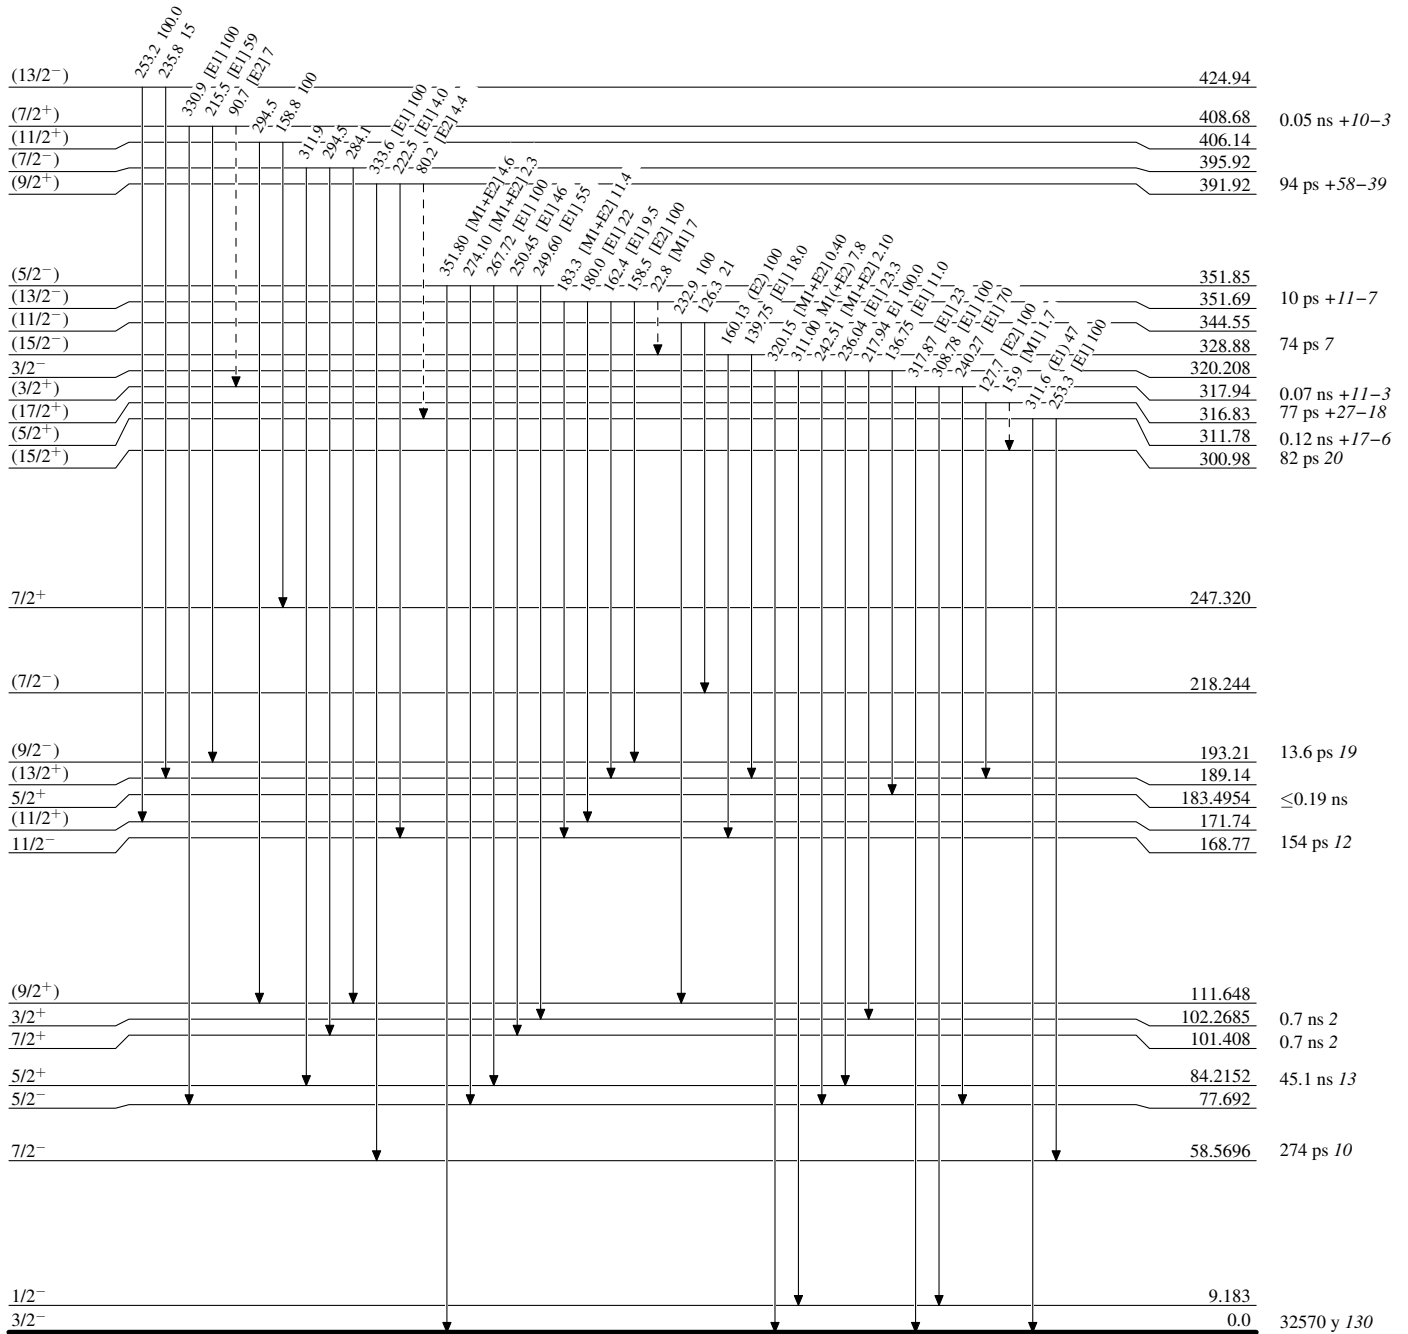 253.2 100.0
235.8 15
330.9 [E1] 100
215.5 [E1] 59
90.7 [E2] 7
294.5
158.8 100
311.9
294.5
284.1
333.6 [E1] 100
222.5 [E1] 4.0
80.2 [E2] 4.4
351.80 [M1+E2] 4.6
274.10 [M1+E2] 2.3
267.72 [E1] 100
250.45 [E1] 46
249.60 [E1] 55
183.3 [M1+E2] 11.4
180.0 [E1] 22
162.4 [E1] 9.5
158.5 [E2] 100
22.8 [M1] 7
232.9 100
126.3 21
160.13 (E2) 100
139.75 [E1] 18.0
320.15 [M1+E2] 0.40
311.00 M1(+E2) 7.8
242.51 [M1+E2] 2.10
236.04 [E1] 23.3
217.94 E1 100.0
136.75 [E1] 11.0
317.87 [E1] 23
308.78 [E1] 100
240.27 [E1] 70
127.7 [E2] 100
15.9 [M1] 1.7
311.6 (E1) 47
253.3 [E1] 100
(13/2⁻) 424.94
(7/2⁺) 408.68 0.05 ns +10−3
(11/2⁺) 406.14
(7/2⁻) 395.92
(9/2⁺) 391.92 94 ps +58−39
(5/2⁻) 351.85
(13/2⁻) 351.69 10 ps +11−7
(11/2⁻) 344.55
(15/2⁻) 328.88 74 ps 7
3/2⁻ 320.208
(3/2⁺) 317.94 0.07 ns +11−3
(17/2⁺) 316.83 77 ps +27−18
(5/2⁺) 311.78 0.12 ns +17−6
(15/2⁺) 300.98 82 ps 20
7/2⁺ 247.320
(7/2⁻) 218.244
(9/2⁻) 193.21 13.6 ps 19
(13/2⁺) 189.14
5/2⁺ 183.4954 ≤0.19 ns
(11/2⁺) 171.74
11/2⁻ 168.77 154 ps 12
(9/2⁺) 111.648
3/2⁺ 102.2685 0.7 ns 2
7/2⁺ 101.408 0.7 ns 2
5/2⁺ 84.2152 45.1 ns 13
5/2⁻ 77.692
7/2⁻ 58.5696 274 ps 10
1/2⁻ 9.183
3/2⁻ 0.0 32570 y 130